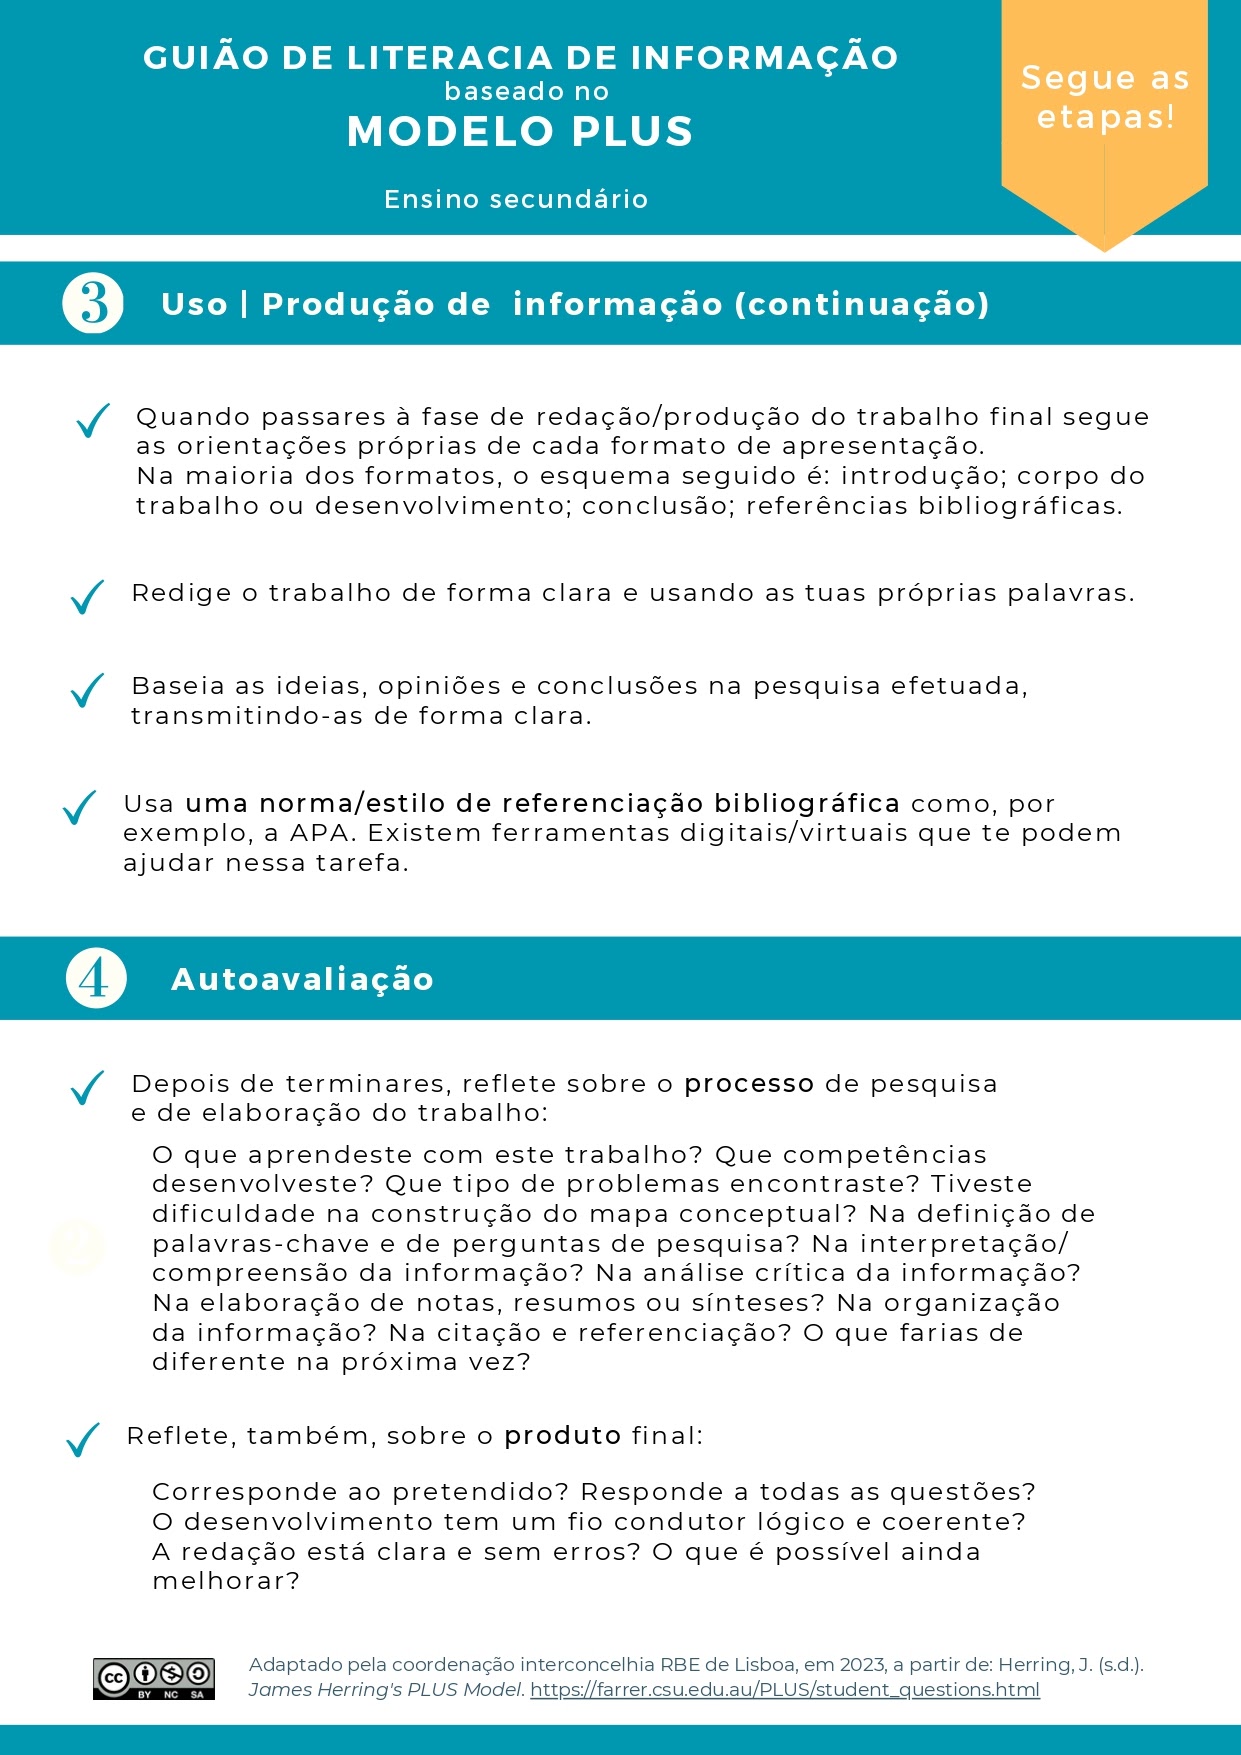 GUIÃO DE LITERACIA DE INFORMAÇÃO
baseado no
MODELO PLUS
Ensino secundário
Segue as
etapas!
3 Uso | Produção de informação (continuação)
Quando passares à fase de redação/produção do trabalho final segue
as orientações próprias de cada formato de apresentação.
Na maioria dos formatos, o esquema seguido é: introdução; corpo do
trabalho ou desenvolvimento; conclusão; referências bibliográficas.
Redige o trabalho de forma clara e usando as tuas próprias palavras.
Baseia as ideias, opiniões e conclusões na pesquisa efetuada,
transmitindo-as de forma clara.
Usa uma norma/estilo de referenciação bibliográfica como, por
exemplo, a APA. Existem ferramentas digitais/virtuais que te podem
ajudar nessa tarefa.
4 Autoavaliação
Depois de terminares, reflete sobre o processo de pesquisa
e de elaboração do trabalho:
O que aprendeste com este trabalho? Que competências
desenvolveste? Que tipo de problemas encontraste? Tiveste
dificuldade na construção do mapa conceptual? Na definição de
palavras-chave e de perguntas de pesquisa? Na interpretação/
compreensão da informação? Na análise crítica da informação?
Na elaboração de notas, resumos ou sínteses? Na organização
da informação? Na citação e referenciação? O que farias de
diferente na próxima vez?
Reflete, também, sobre o produto final:
Corresponde ao pretendido? Responde a todas as questões?
O desenvolvimento tem um fio condutor lógico e coerente?
A redação está clara e sem erros? O que é possível ainda
melhorar?
cc BY NC SA
Adaptado pela coordenação interconcelhia RBE de Lisboa, em 2023, a partir de: Herring, J. (s.d.).
James Herring's PLUS Model. https://farrer.csu.edu.au/PLUS/student_questions.html